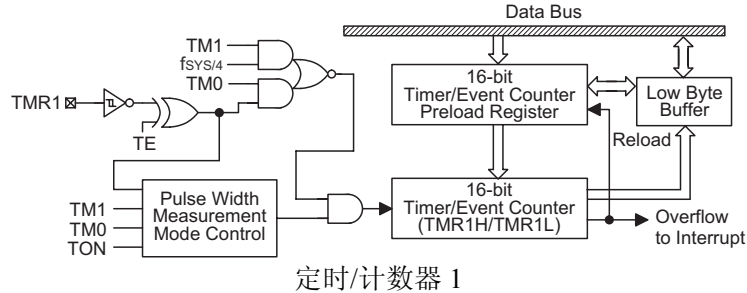 Data Bus
TM1
fSYS/4
TM0
TMR1
TE
16-bit
Timer/Event Counter
Preload Register
Low Byte
Buffer
Reload
TM1
TM0
TON
Pulse Width
Measurement
Mode Control
16-bit
Timer/Event Counter
(TMR1H/TMR1L)
Overflow
to Interrupt
定时/计数器 1